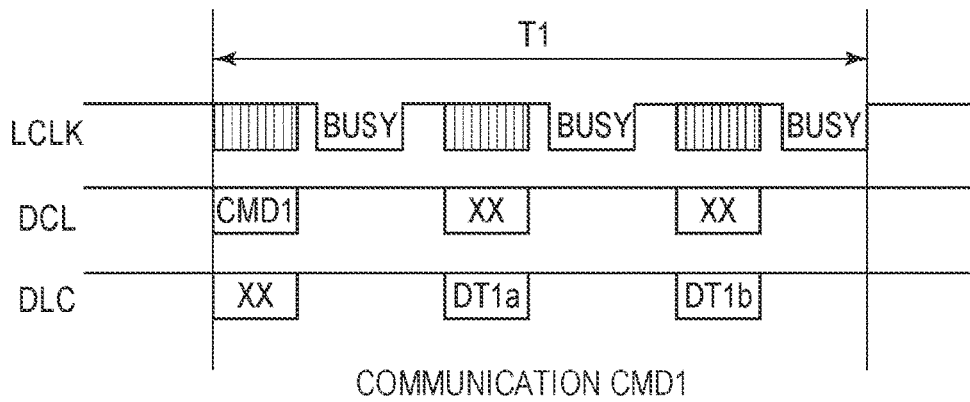 T1
LCLK BUSY BUSY BUSY
DCL CMD1 XX XX
DLC XX DT1a DT1b
COMMUNICATION CMD1